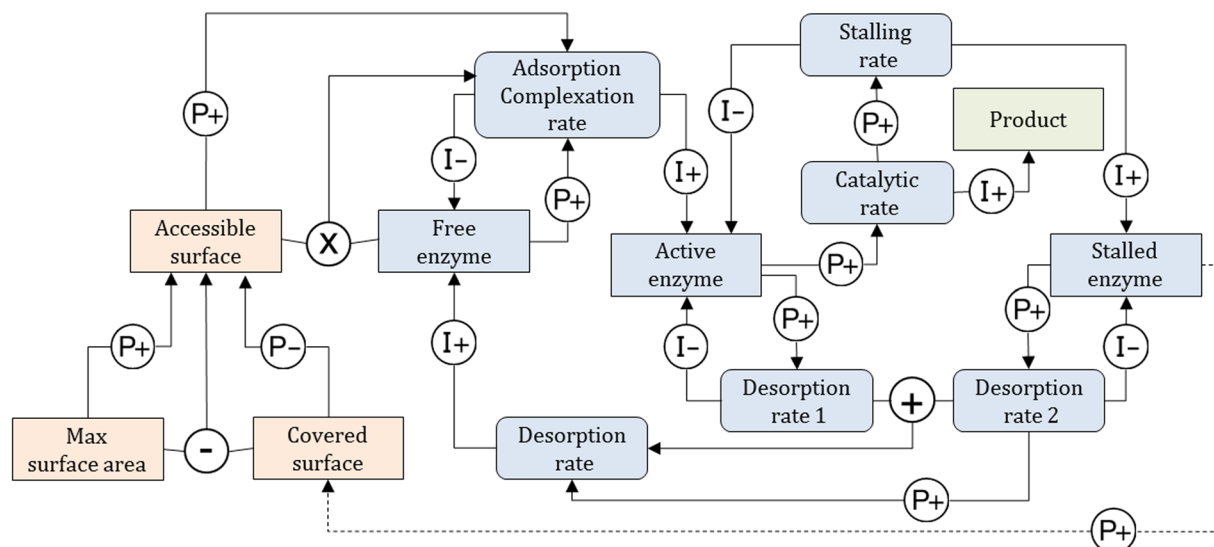 Stalling
rate
Adsorption
Complexation
rate
P+
I-
I-
P+
Product
I+
P+
Catalytic
rate
I+
I+
Accessible
surface
X
Free
enzyme
Active
enzyme
P+
Stalled
enzyme
P+
P+
P+
P-
I+
I-
I-
Desorption
rate 1
+
Desorption
rate 2
Max
surface area
-
Covered
surface
Desorption
rate
P+
P+